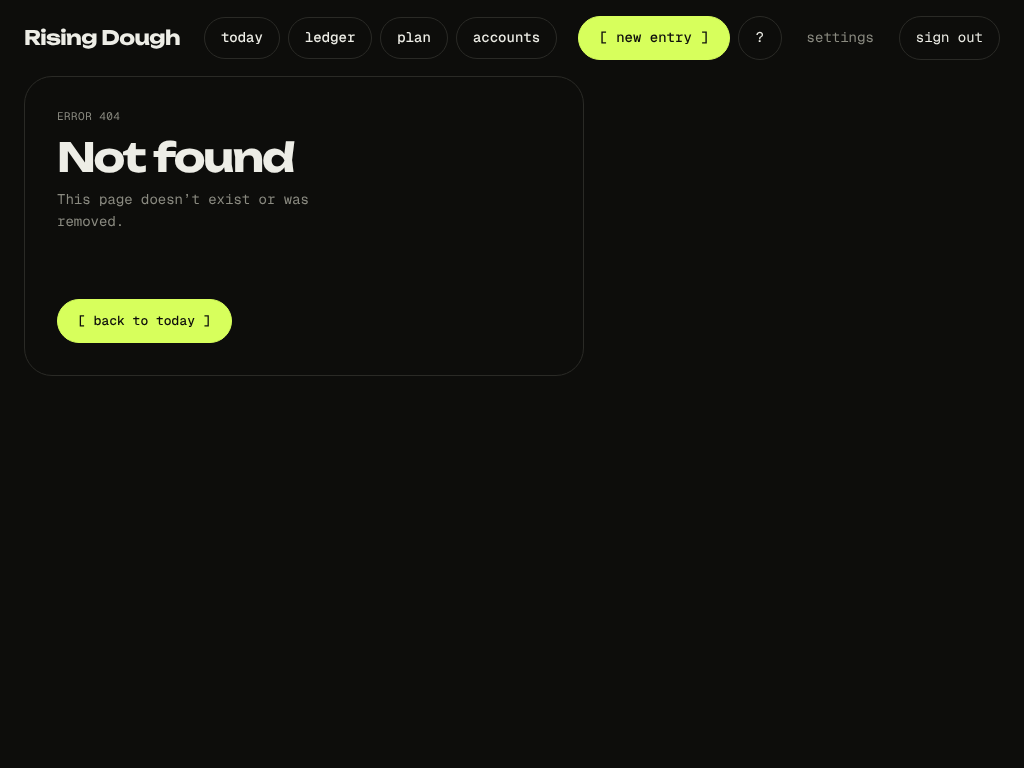 Rising Dough
today
ledger
plan
accounts
[ new entry ]
?
settings
sign out
ERROR 404
Not found
This page doesn't exist or was
removed.
[ back to today ]